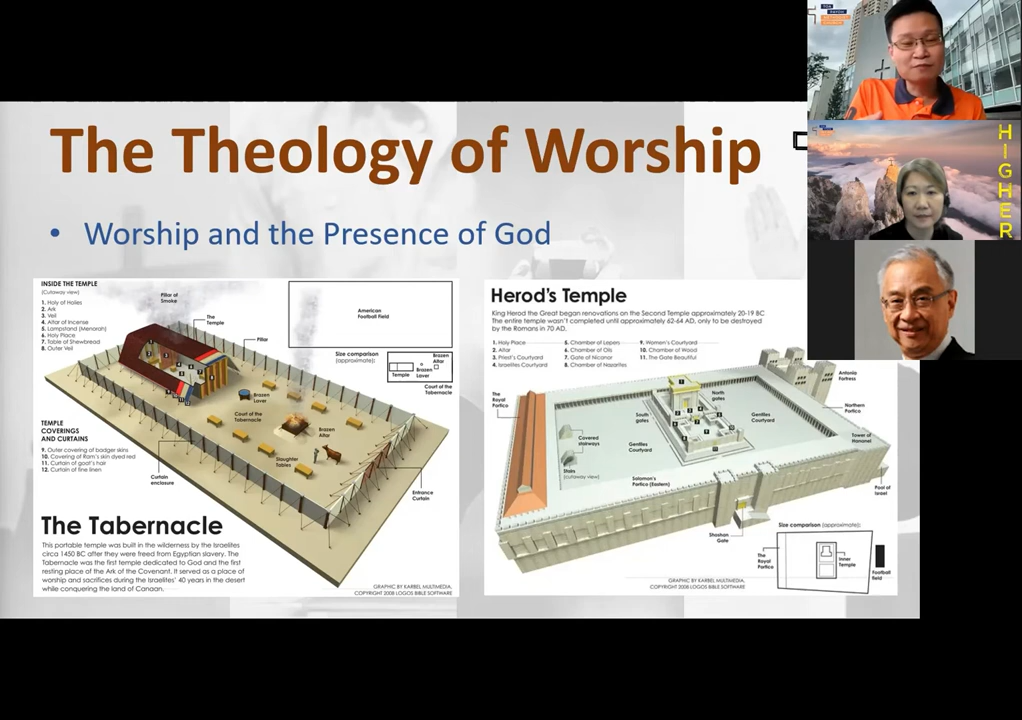 The Theology of Worship
• Worship and the Presence of God
INSIDE THE TEMPLE
(Cutaway view)
1. Holy of Holies
2. Ark
3. Veil
4. Altar of Incense
5. Lampstand (Menorah)
6. Holy Place
7. Table of Shewbread
8. Outer Veil
Pillar of
Smoke
The
Temple
Pillar
American
Football Field
Size comparison
(approximate):
Temple
Brazen
Laver
Brazen
Altar
Court of the
Tabernacle
Brazen
Laver
Court of the
Tabernacle
Brazen
Altar
Slaughter
Tables
TEMPLE
COVERINGS
AND CURTAINS
9. Outer covering of badger skins
10. Covering of Ram's skin dyed red
11. Curtain of goat's hair
12. Curtain of fine linen
Curtain
enclosure
Entrance
Curtain
The Tabernacle
This portable temple was built in the wilderness by the Israelites
circa 1450 BC after they were freed from Egyptian slavery. The
Tabernacle was the first temple dedicated to God and the first
resting place of the Ark of the Covenant. It served as a place of
worship and sacrifices during the Israelites' 40 years in the desert
while conquering the land of Canaan.
GRAPHIC BY KARBEL MULTIMEDIA,
COPYRIGHT 2008 LOGOS BIBLE SOFTWARE
Herod's Temple
King Herod the Great began renovations on the Second Temple approximately 20-19 BC
The entire temple wasn't completed until approximately 62-64 AD, only to be destroyed
by the Romans in 70 AD.
1. Holy Place
2. Altar
3. Priest's Courtyard
4. Israelites Courtyard
5. Chamber of Lepers
6. Chamber of Oils
7. Gate of Nicanor
8. Chamber of Nazarites
9. Women's Courtyard
10. Chamber of Wood
11. The Gate Beautiful
Antonia
Fortress
The
Royal
Portico
North
gates
South
gates
Gentiles
Courtyard
Northern
Portico
Covered
stairways
Gentiles
Courtyard
Tower of
Hananel
Stairs
(cutaway view)
Solomon's
Portico (Eastern)
Pool of
Israel
Shushan
Gate
Size comparison (approximate):
The
Royal
Portico
Inner
Temple
Football
field
GRAPHIC BY KARBEL MULTIMEDIA,
COPYRIGHT 2008 LOGOS BIBLE SOFTWARE
HIGHER